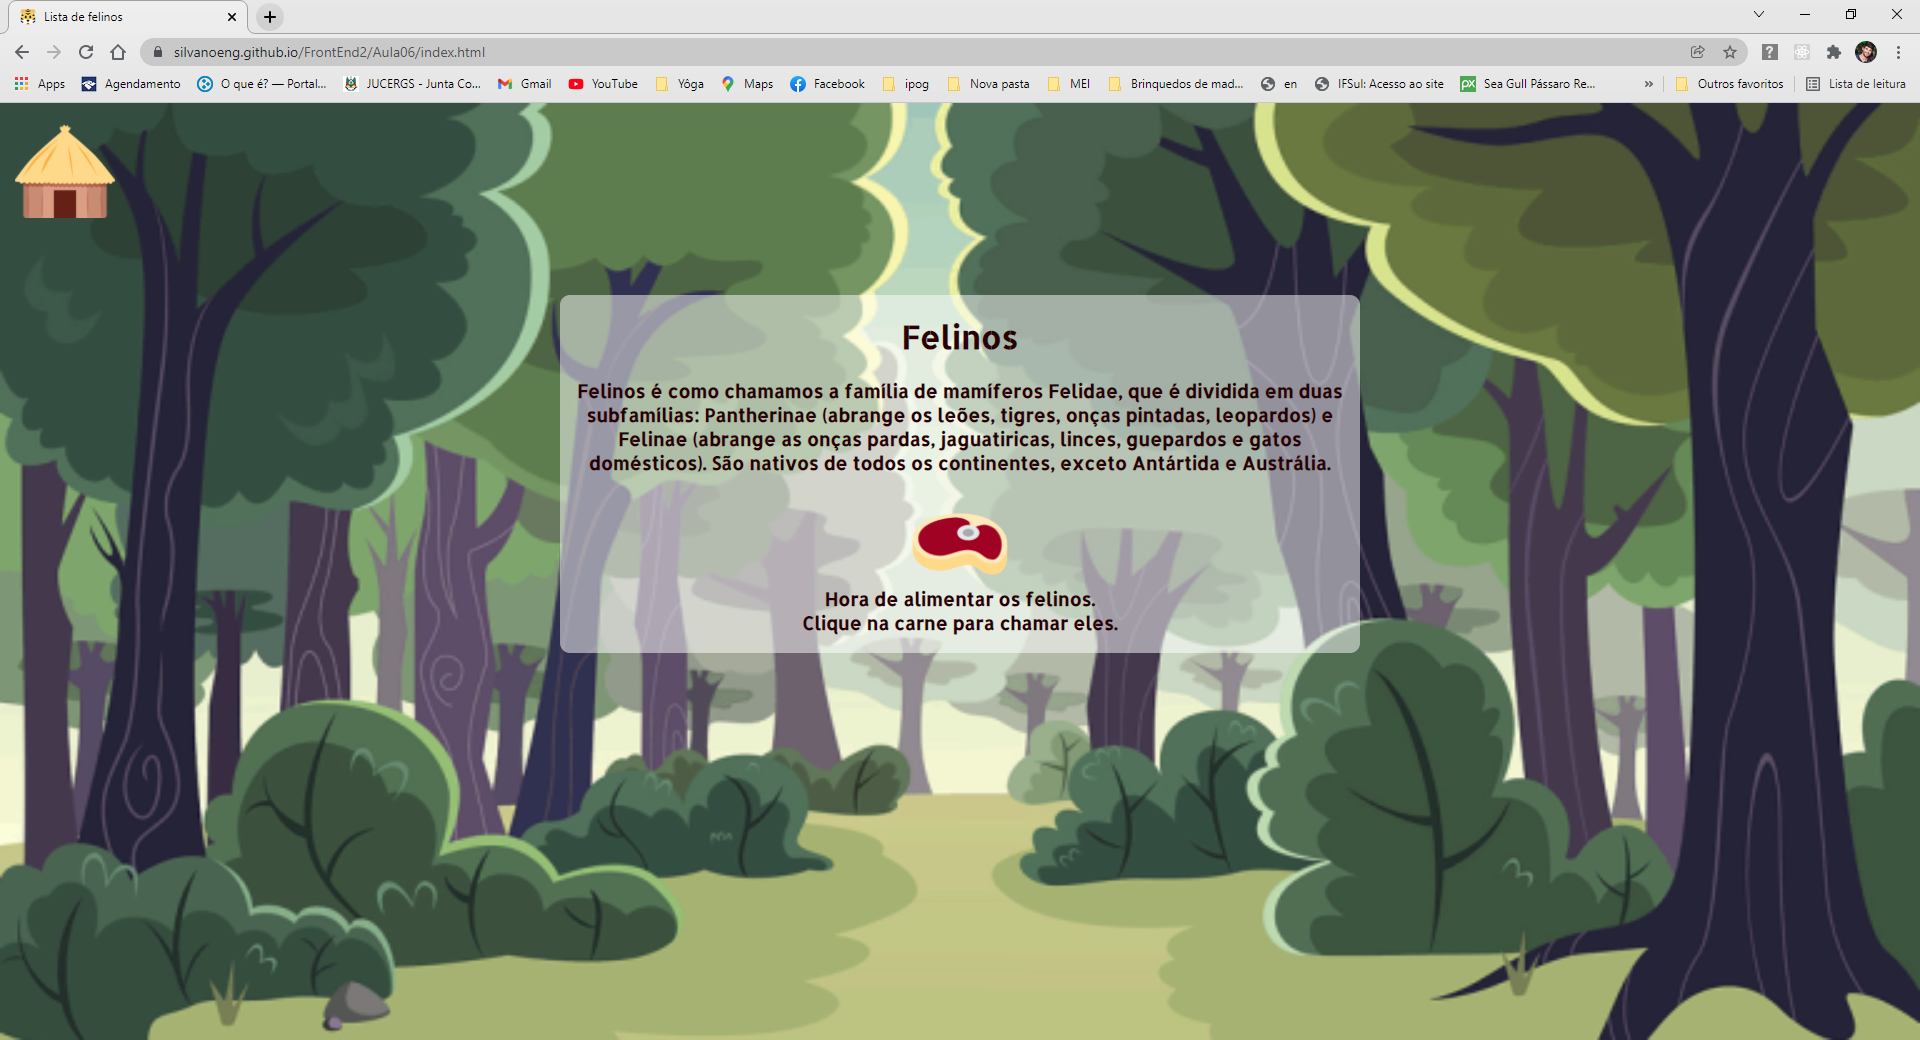 Lista de felinos
silvanoeng.github.io/FrontEnd2/Aula06/index.html
Apps Agendamento O que é? — Portal... JUCERGS - Junta Co... Gmail YouTube Yôga Maps Facebook ipog Nova pasta MEI Brinquedos de mad... en IFSul: Acesso ao site px Sea Gull Pássaro Re... » Outros favoritos Lista de leitura
Felinos
Felinos é como chamamos a família de mamíferos Felidae, que é dividida em duas
subfamílias: Pantherinae (abrange os leões, tigres, onças pintadas, leopardos) e
Felinae (abrange as onças pardas, jaguatiricas, linces, guepardos e gatos
domésticos). São nativos de todos os continentes, exceto Antártida e Austrália.
Hora de alimentar os felinos.
Clique na carne para chamar eles.